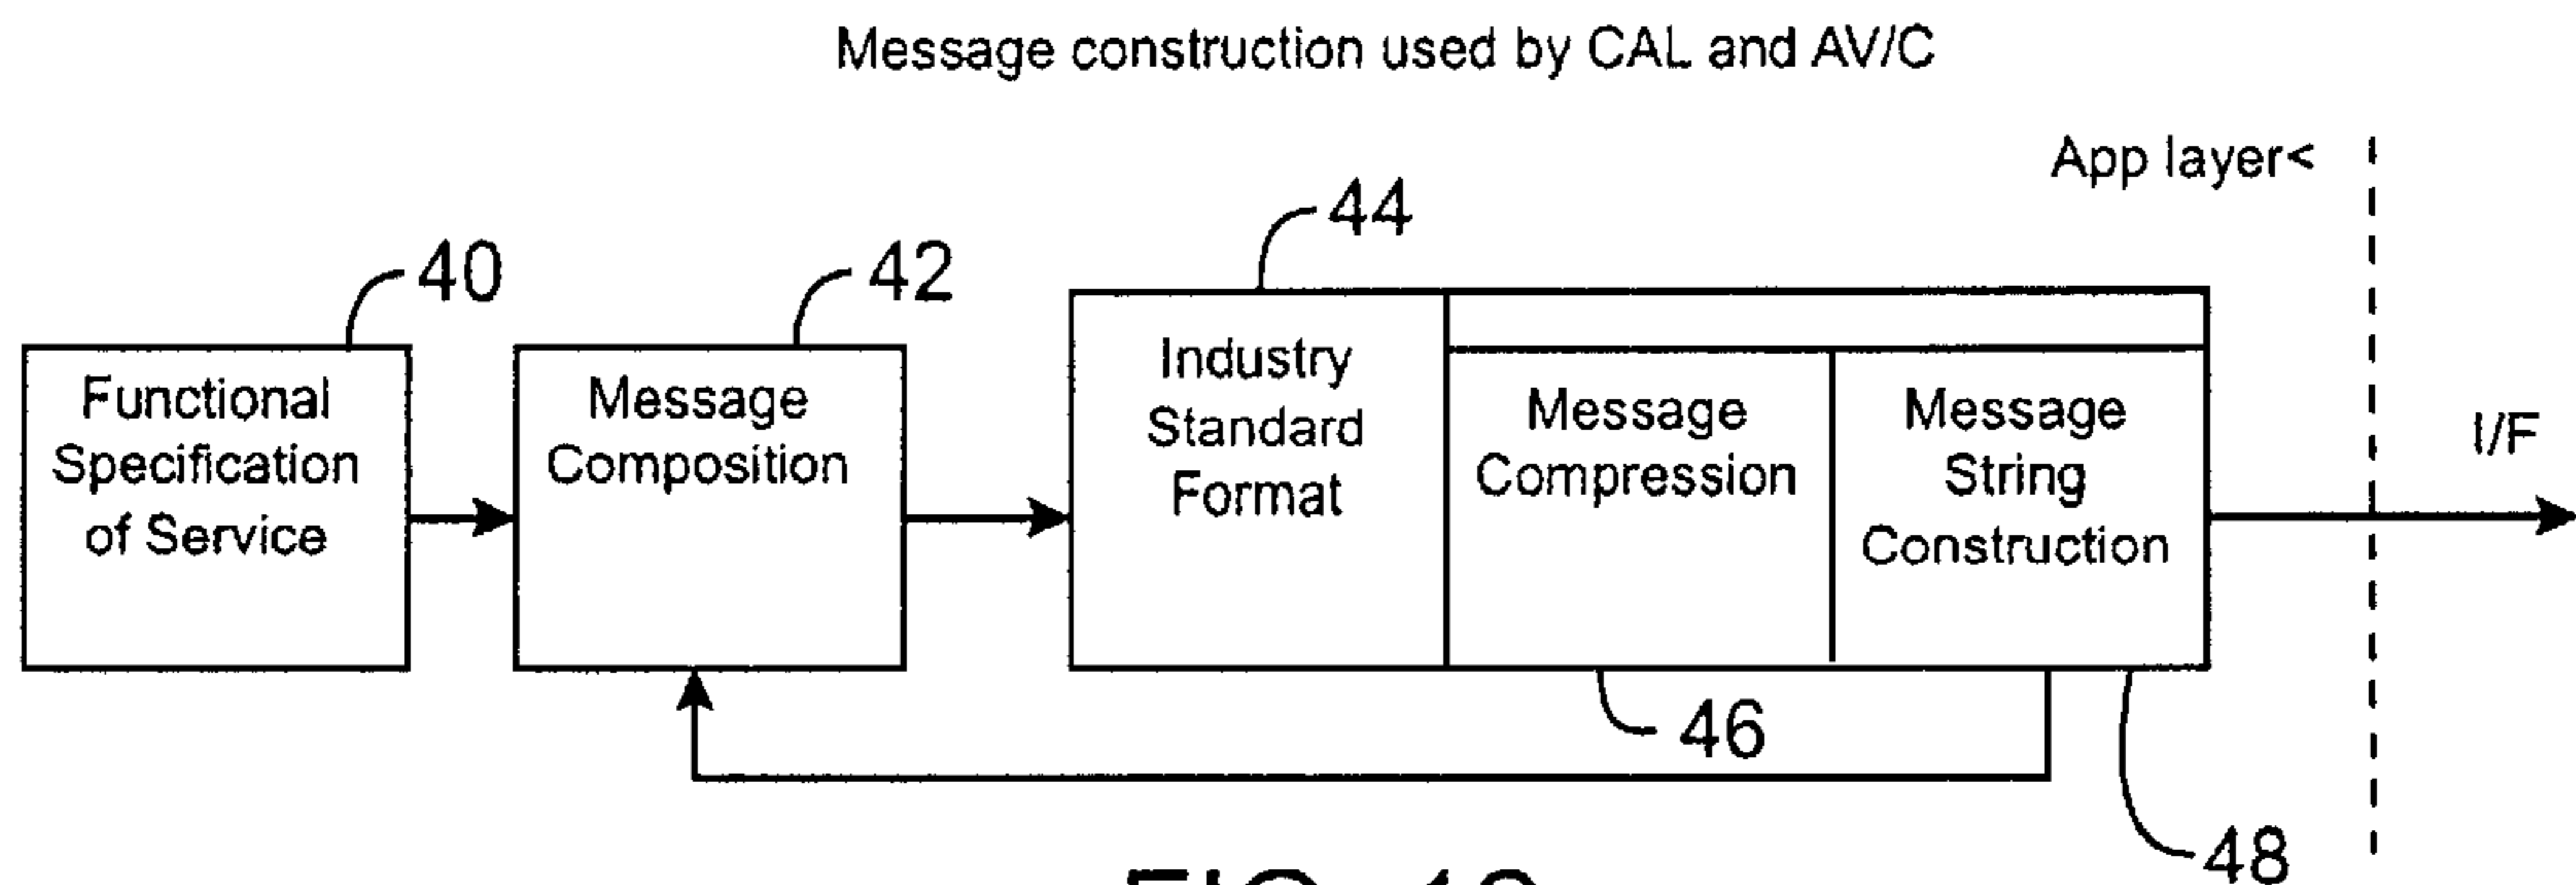 Message construction used by CAL and AV/C
App layer<
44
40
42
Functional
Specification
of Service
Message
Composition
Industry
Standard
Format
Message
Compression
Message
String
Construction
I/F
46
48